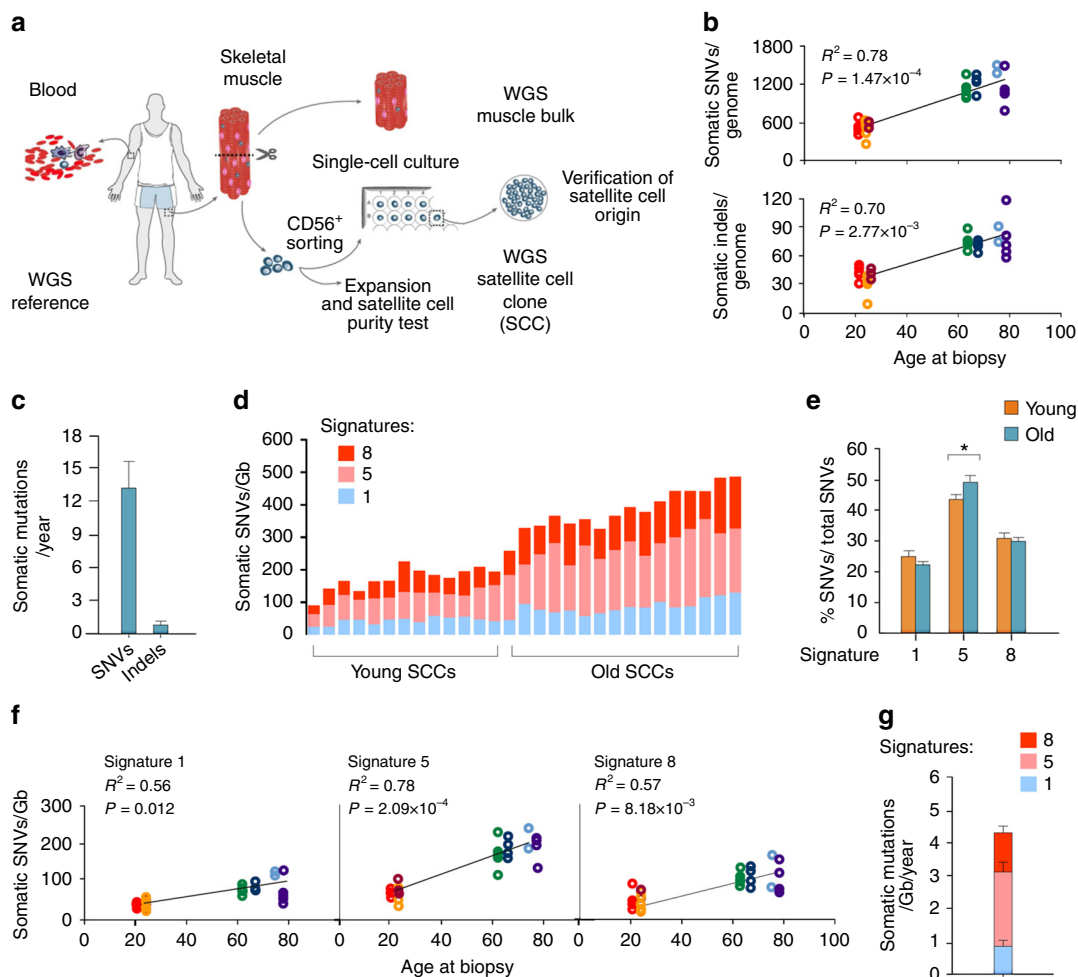 a
Blood
Skeletal
muscle
WGS
muscle bulk
Single-cell culture
1 2 3 4
A
B
Verification of
satellite cell
origin
CD56+
sorting
WGS
reference
Expansion
and satellite cell
purity test
WGS
satellite cell
clone
(SCC)
b
Somatic SNVs/
genome
1800
1200
600
0
R² = 0.78
P = 1.47×10⁻⁴
Somatic indels/
genome
120
90
60
30
0
R² = 0.70
P = 2.77×10⁻³
0 20 40 60 80 100
Age at biopsy
c
Somatic mutations
/year
18
15
12
9
6
3
0
SNVs
Indels
d
Signatures:
8
5
1
Somatic SNVs/Gb
600
500
400
300
200
100
0
Young SCCs
Old SCCs
e
Young
Old
% SNVs/ total SNVs
60
50
40
30
20
10
0
*
Signature 1 5 8
f
Somatic SNVs/Gb
300
200
100
0
Signature 1
R² = 0.56
P = 0.012
Signature 5
R² = 0.78
P = 2.09×10⁻⁴
Signature 8
R² = 0.57
P = 8.18×10⁻³
0 20 40 60 80 0 20 40 60 80 0 20 40 60 80 100
Age at biopsy
g
Signatures:
8
5
1
Somatic mutations
/Gb/year
6
5
4
3
2
1
0